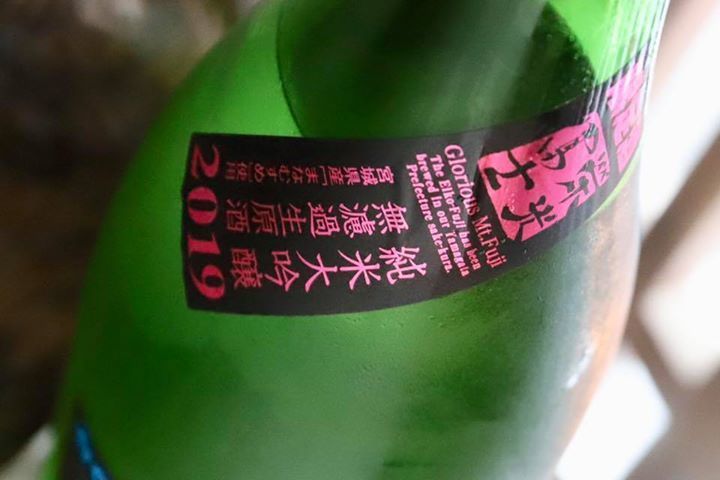 栄光冨士
Glorious Mt.Fuji
The Eiko-Fuji has been
brewed in our Yamagata
Prefecture sake-kura.
純米大吟醸
無濾過生原酒
宮城県産「まなむすめ」使用
2019